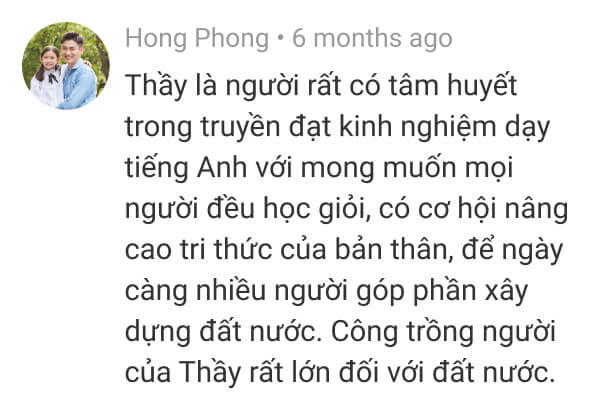 Hong Phong • 6 months ago
Thầy là người rất có tâm huyết
trong truyền đạt kinh nghiệm dạy
tiếng Anh với mong muốn mọi
người đều học giỏi, có cơ hội nâng
cao tri thức của bản thân, để ngày
càng nhiều người góp phần xây
dựng đất nước. Công trồng người
của Thầy rất lớn đối với đất nước.